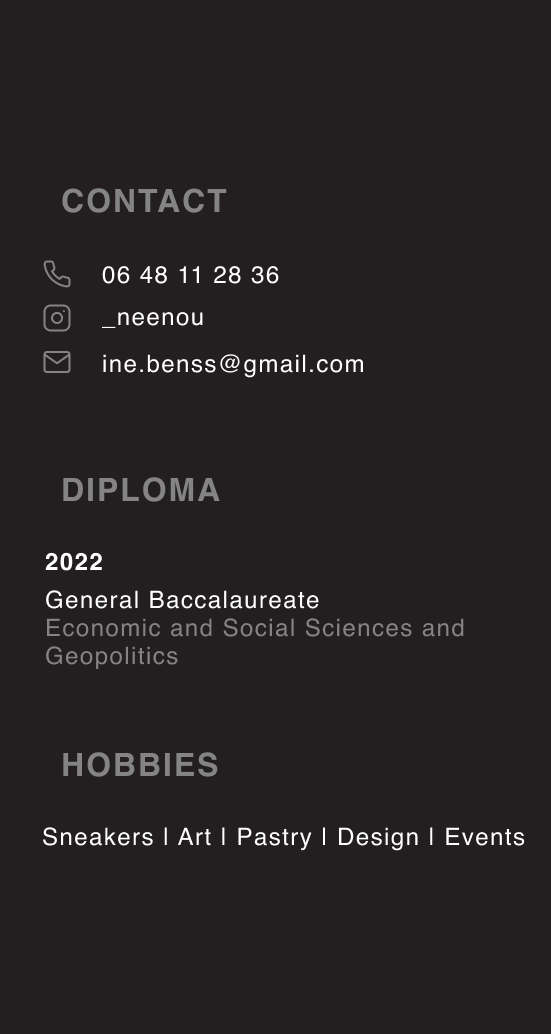 CONTACT
06 48 11 28 36
_neenou
ine.benss@gmail.com
DIPLOMA
2022
General Baccalaureate
Economic and Social Sciences and
Geopolitics
HOBBIES
Sneakers l Art l Pastry l Design l Events